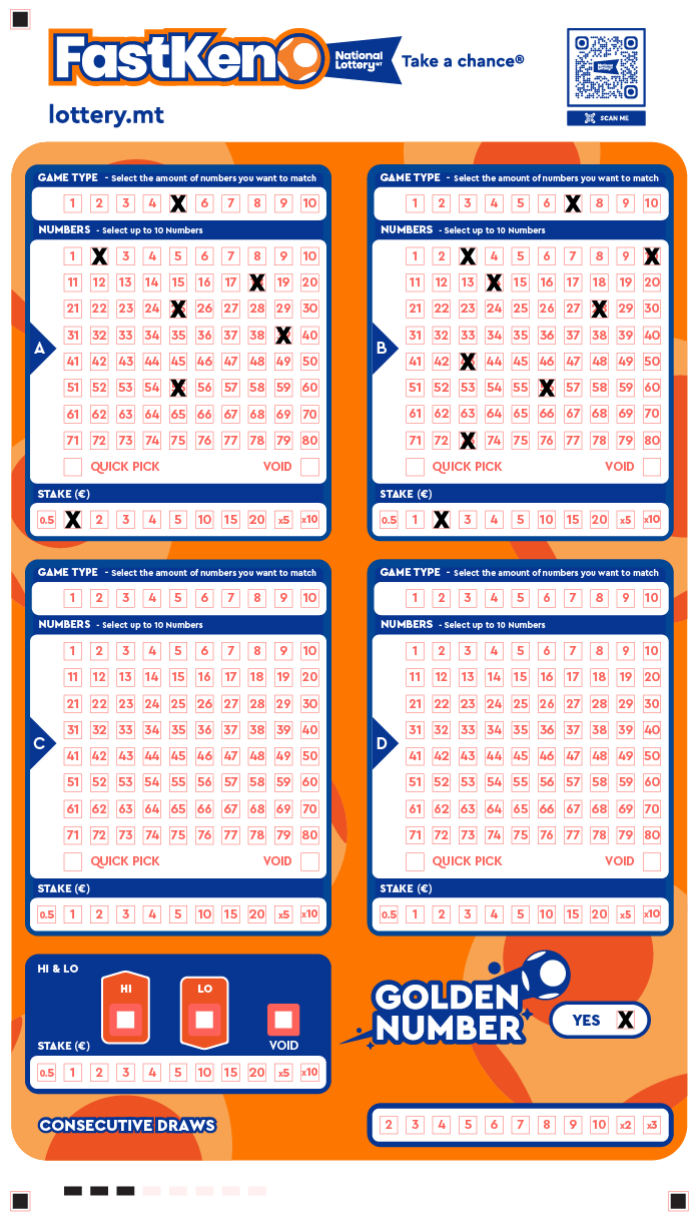 FastKeno
National
Lottery MT
Take a chance®
lottery.mt
SCAN ME
GAME TYPE - Select the amount of numbers you want to match
1 2 3 4 X 6 7 8 9 10
NUMBERS - Select up to 10 Numbers
1 X 3 4 5 6 7 8 9 10
11 12 13 14 15 16 17 X 19 20
21 22 23 24 X 26 27 28 29 30
31 32 33 34 35 36 37 38 X 40
A
41 42 43 44 45 46 47 48 49 50
51 52 53 54 X 56 57 58 59 60
61 62 63 64 65 66 67 68 69 70
71 72 73 74 75 76 77 78 79 80
QUICK PICK VOID
STAKE (€)
0.5 X 2 3 4 5 10 15 20 x5 x10
GAME TYPE - Select the amount of numbers you want to match
1 2 3 4 5 6 X 8 9 10
NUMBERS - Select up to 10 Numbers
1 2 X 4 5 6 7 8 9 X
11 12 13 X 15 16 17 18 19 20
21 22 23 24 25 26 27 X 29 30
31 32 33 34 35 36 37 38 39 40
B
41 42 X 44 45 46 47 48 49 50
51 52 53 54 55 X 57 58 59 60
61 62 63 64 65 66 67 68 69 70
71 72 X 74 75 76 77 78 79 80
QUICK PICK VOID
STAKE (€)
0.5 1 X 3 4 5 10 15 20 x5 x10
GAME TYPE - Select the amount of numbers you want to match
1 2 3 4 5 6 7 8 9 10
NUMBERS - Select up to 10 Numbers
1 2 3 4 5 6 7 8 9 10
11 12 13 14 15 16 17 18 19 20
21 22 23 24 25 26 27 28 29 30
31 32 33 34 35 36 37 38 39 40
C
41 42 43 44 45 46 47 48 49 50
51 52 53 54 55 56 57 58 59 60
61 62 63 64 65 66 67 68 69 70
71 72 73 74 75 76 77 78 79 80
QUICK PICK VOID
STAKE (€)
0.5 1 2 3 4 5 10 15 20 x5 x10
GAME TYPE - Select the amount of numbers you want to match
1 2 3 4 5 6 7 8 9 10
NUMBERS - Select up to 10 Numbers
1 2 3 4 5 6 7 8 9 10
11 12 13 14 15 16 17 18 19 20
21 22 23 24 25 26 27 28 29 30
31 32 33 34 35 36 37 38 39 40
D
41 42 43 44 45 46 47 48 49 50
51 52 53 54 55 56 57 58 59 60
61 62 63 64 65 66 67 68 69 70
71 72 73 74 75 76 77 78 79 80
QUICK PICK VOID
STAKE (€)
0.5 1 2 3 4 5 10 15 20 x5 x10
HI & LO
HI LO
STAKE (€) VOID
0.5 1 2 3 4 5 10 15 20 x5 x10
GOLDEN
NUMBER
YES X
CONSECUTIVE DRAWS
2 3 4 5 6 7 8 9 10 x2 x3